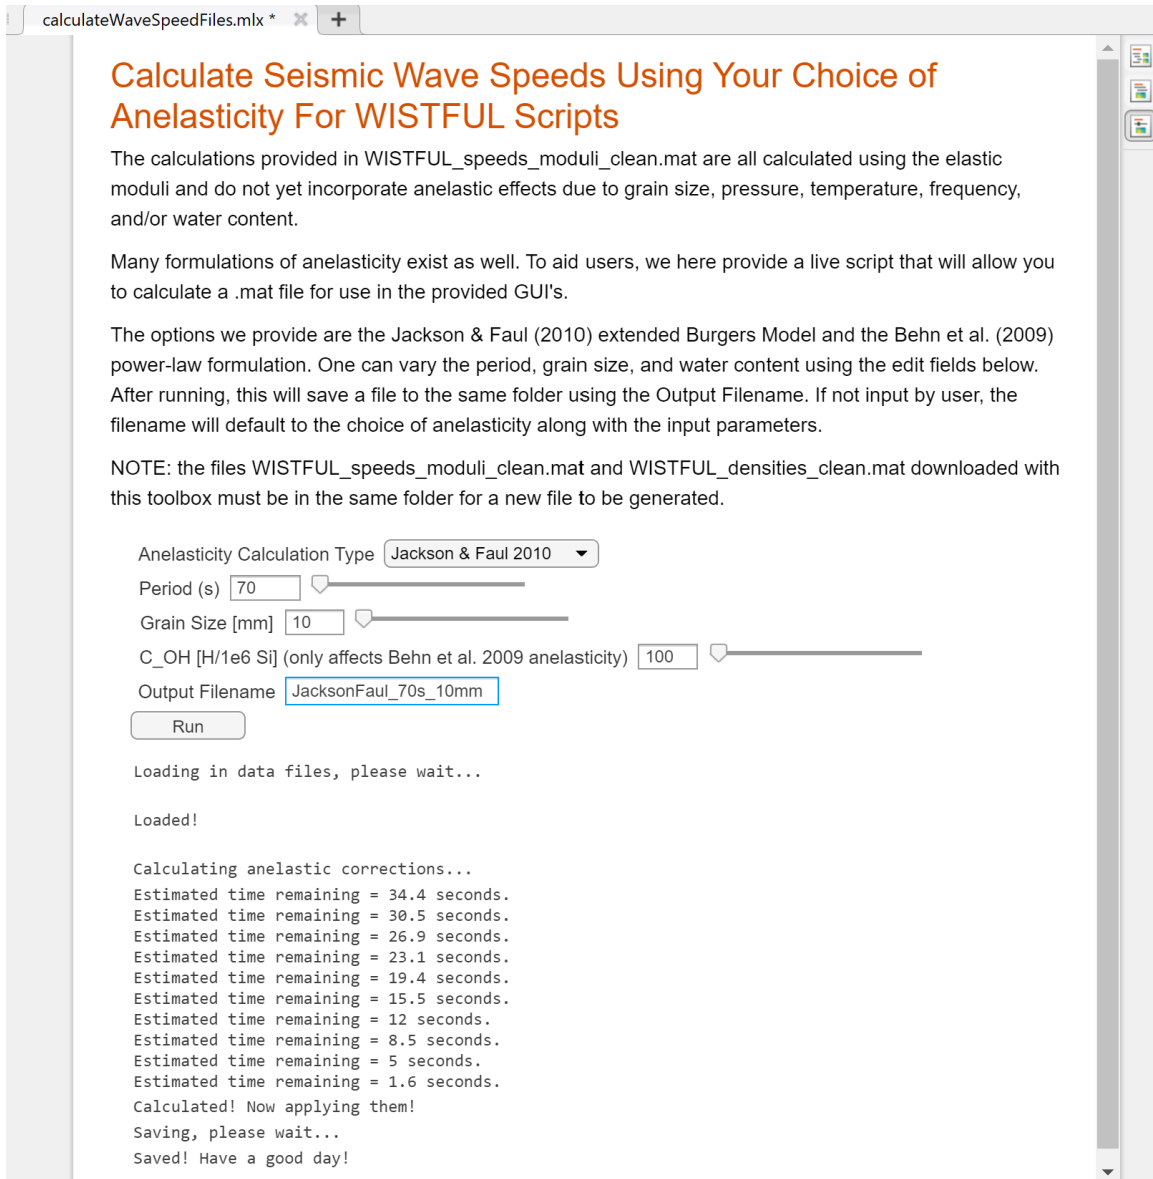 calculateWaveSpeedFiles.mlx *
Calculate Seismic Wave Speeds Using Your Choice of
Anelasticity For WISTFUL Scripts
The calculations provided in WISTFUL_speeds_moduli_clean.mat are all calculated using the elastic
moduli and do not yet incorporate anelastic effects due to grain size, pressure, temperature, frequency,
and/or water content.
Many formulations of anelasticity exist as well. To aid users, we here provide a live script that will allow you
to calculate a .mat file for use in the provided GUI's.
The options we provide are the Jackson & Faul (2010) extended Burgers Model and the Behn et al. (2009)
power-law formulation. One can vary the period, grain size, and water content using the edit fields below.
After running, this will save a file to the same folder using the Output Filename. If not input by user, the
filename will default to the choice of anelasticity along with the input parameters.
NOTE: the files WISTFUL_speeds_moduli_clean.mat and WISTFUL_densities_clean.mat downloaded with
this toolbox must be in the same folder for a new file to be generated.
Anelasticity Calculation Type Jackson & Faul 2010
Period (s) 70
Grain Size [mm] 10
C_OH [H/1e6 Si] (only affects Behn et al. 2009 anelasticity) 100
Output Filename JacksonFaul_70s_10mm
Run
Loading in data files, please wait...
Loaded!
Calculating anelastic corrections...
Estimated time remaining = 34.4 seconds.
Estimated time remaining = 30.5 seconds.
Estimated time remaining = 26.9 seconds.
Estimated time remaining = 23.1 seconds.
Estimated time remaining = 19.4 seconds.
Estimated time remaining = 15.5 seconds.
Estimated time remaining = 12 seconds.
Estimated time remaining = 8.5 seconds.
Estimated time remaining = 5 seconds.
Estimated time remaining = 1.6 seconds.
Calculated! Now applying them!
Saving, please wait...
Saved! Have a good day!